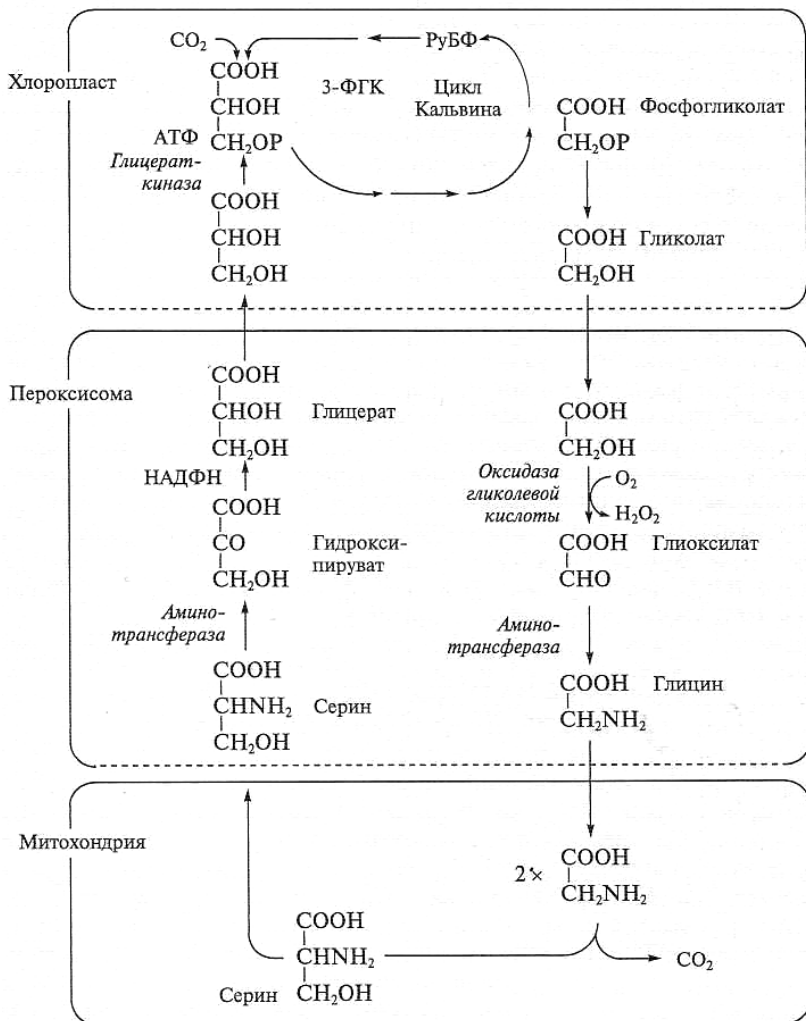 Хлоропласт
CO₂
РуБФ
COOH
CHOH
CH₂OP
3-ФГК
Цикл
Кальвина
COOH
CH₂OP
Фосфогликолат
АТФ
Глицерат-
киназа
COOH
CHOH
CH₂OH
COOH
CH₂OH
Гликолат
Пероксисома
COOH
CHOH
CH₂OH
Глицерат
COOH
CH₂OH
НАДФН
Оксидаза
гликолевой
кислоты
O₂
H₂O₂
COOH
CO
CH₂OH
Гидрокси-
пируват
COOH
CHO
Глиоксилат
Амино-
трансфераза
Амино-
трансфераза
COOH
CHNH₂
CH₂OH
Серин
COOH
CH₂NH₂
Глицин
Митохондрия
2×
COOH
CH₂NH₂
COOH
CHNH₂
CH₂OH
Серин
CO₂